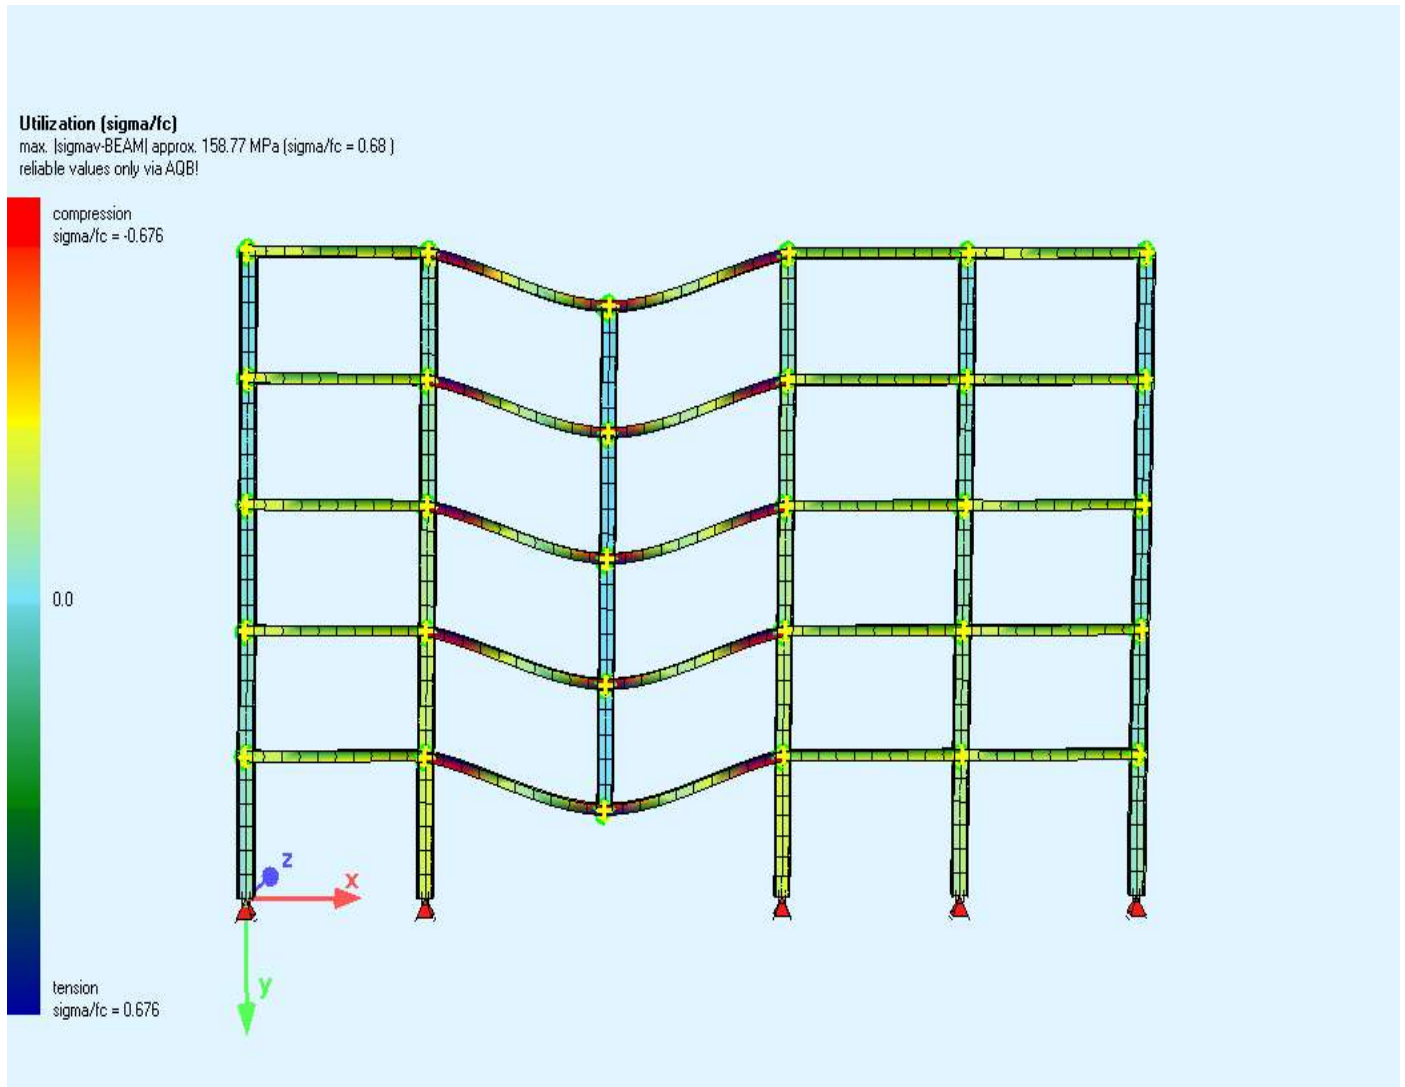 Utilization (sigma/fc)
max. |sigmav-BEAM| approx. 158.77 MPa (sigma/fc = 0.68 )
reliable values only via AQB!
compression
sigma/fc = -0.676
0.0
z
x
y
tension
sigma/fc = 0.676